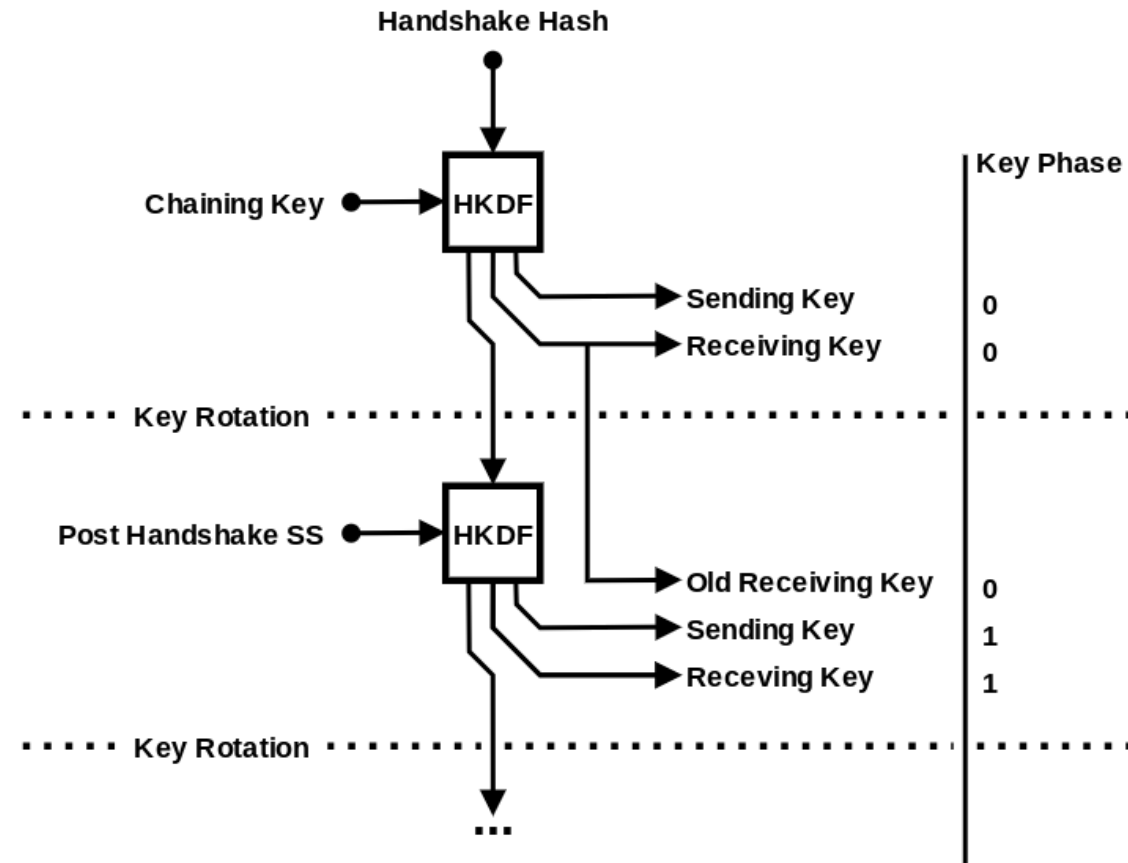 Handshake Hash
Key Phase
Chaining Key
HKDF
Sending Key
0
Receiving Key
0
Key Rotation
Post Handshake SS
HKDF
Old Receiving Key
0
Sending Key
1
Receving Key
1
Key Rotation
...